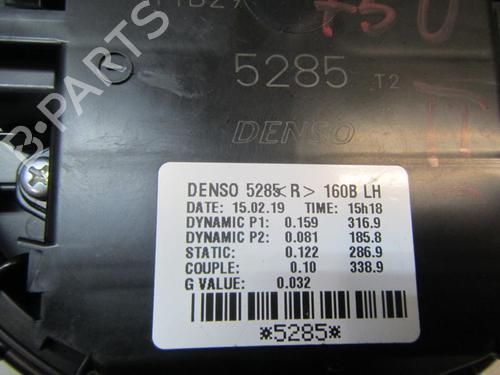 750
5285 T2
DENSO
B-PARTS
DENSO 5285<R> 160B LH
DATE: 15.02.19 TIME: 15h18
DYNAMIC P1: 0.159 316.9
DYNAMIC P2: 0.081 185.8
STATIC: 0.122 286.9
COUPLE: 0.10 338.9
G VALUE: 0.032
*5285*